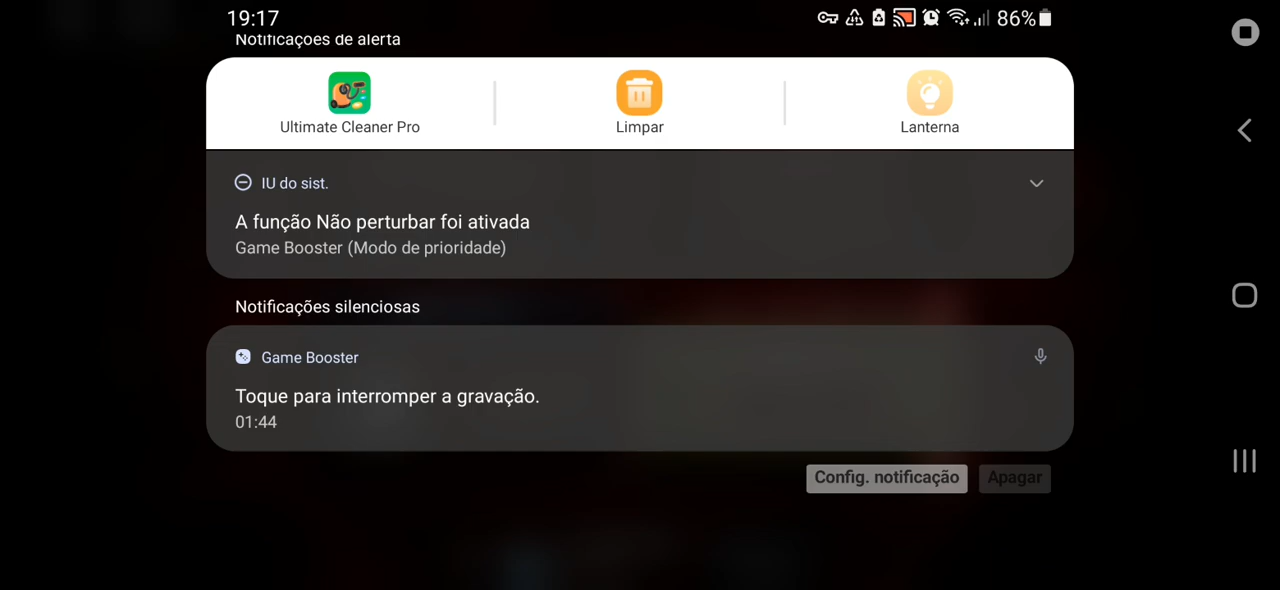 19:17
86%
Notificações de alerta
Ultimate Cleaner Pro
Limpar
Lanterna
IU do sist.
A função Não perturbar foi ativada
Game Booster (Modo de prioridade)
Notificações silenciosas
Game Booster
Toque para interromper a gravação.
01:44
Config. notificação
Apagar